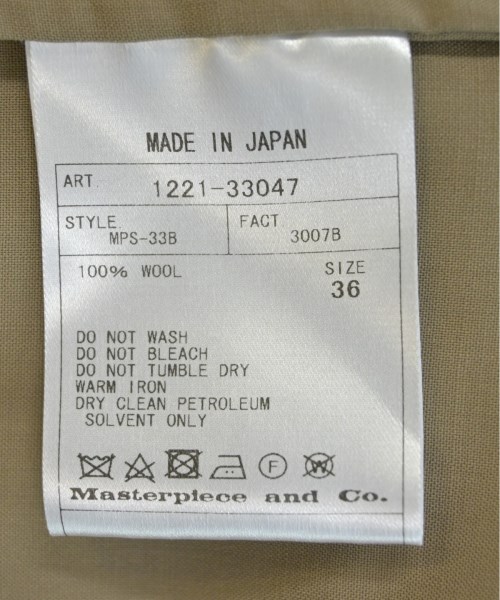 MADE IN JAPAN
ART. 1221-33047
STYLE. MPS-33B FACT. 3007B
100% WOOL SIZE
36
DO NOT WASH
DO NOT BLEACH
DO NOT TUMBLE DRY
WARM IRON
DRY CLEAN PETROLEUM
SOLVENT ONLY
F W
Masterpiece and Co.